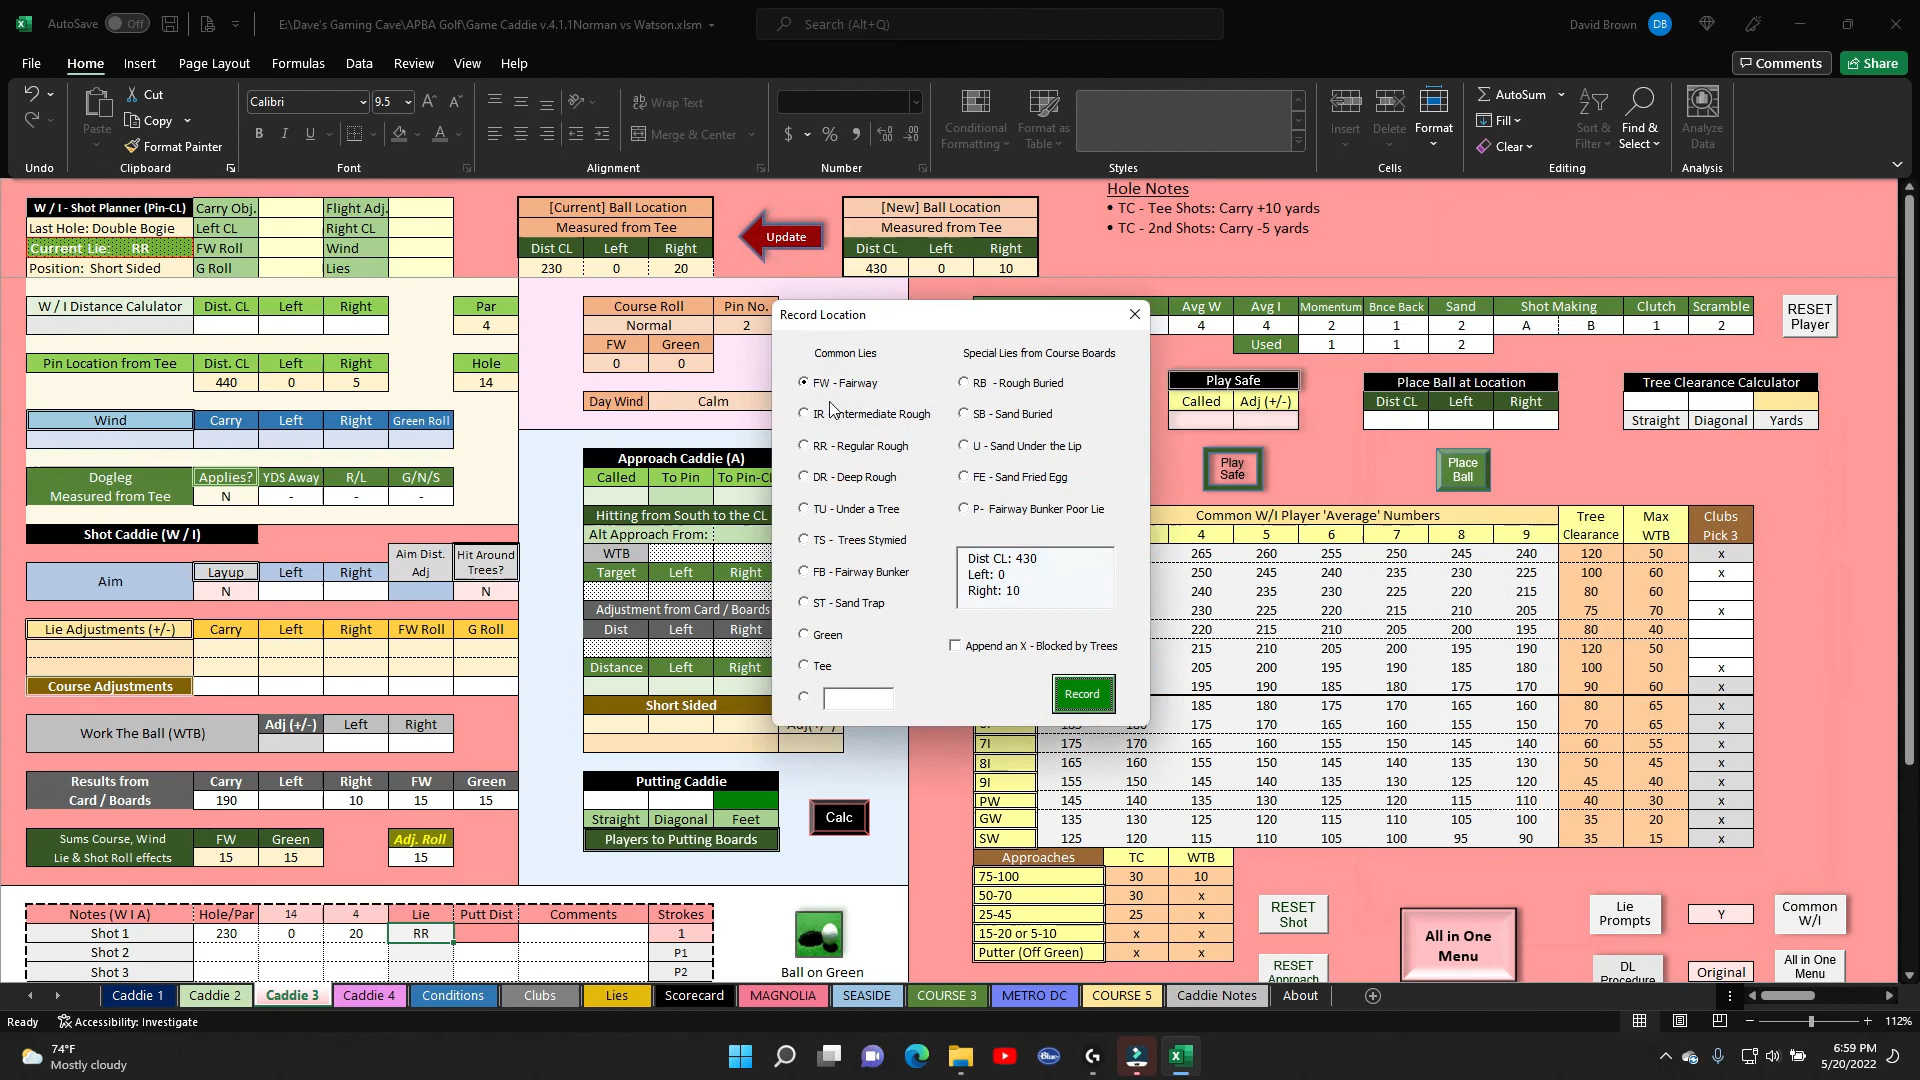 AutoSave Off
E:\Dave's Gaming Cave\APBA Golf\Game Caddie v.4.1.1Norman vs Watson.xlsm
Search (Alt+Q)
David Brown DB
File Home Insert Page Layout Formulas Data Review View Help
Comments Share
Paste Cut Copy Format Painter
Calibri 9.5
B I U
Wrap Text
Merge & Center
$ % ,
Conditional Formatting Format as Table
Insert Delete Format
AutoSum Fill Clear
Sort & Filter Find & Select
Analyze Data
Undo Clipboard Font Alignment Number Styles Cells Editing Analysis
W / I - Shot Planner (Pin-CL) Carry Obj. Flight Adj.
Last Hole: Double Bogie Left CL Right CL
Current Lie: RR FW Roll Wind
Position: Short Sided G Roll Lies
[Current] Ball Location
Measured from Tee
Dist CL Left Right
230 0 20
Update
[New] Ball Location
Measured from Tee
Dist CL Left Right
430 0 10
Hole Notes
• TC - Tee Shots: Carry +10 yards
• TC - 2nd Shots: Carry -5 yards
W / I Distance Calulator Dist. CL Left Right Par
4
Pin Location from Tee Dist. CL Left Right Hole
440 0 5 14
Wind Carry Left Right Green Roll
Dogleg Applies? YDS Away R/L G/N/S
Measured from Tee N - - -
Shot Caddie (W / I)
Aim Layup Left Right Aim Dist. Adj Hit Around Trees?
N N
Lie Adjustments (+/-) Carry Left Right FW Roll G Roll
Course Adjustments
Work The Ball (WTB) Adj (+/-) Left Right
Results from Carry Left Right FW Green
Card / Boards 190 10 15 15
Sums Course, Wind FW Green Adj. Roll
Lie & Shot Roll effects 15 15 15
Course Roll Pin No.
Normal 2
FW Green
0 0
Day Wind Calm
Approach Caddie (A)
Called To Pin To Pin-CL
Hitting from South to the CL
Alt Approach From:
WTB
Target Left Right
Adjustment from Card / Boards
Dist Left Right
Distance Left Right
Short Sided
Putting Caddie
Straight Diagonal Feet
Players to Putting Boards
Calc
Record Location
Common Lies Special Lies from Course Boards
FW - Fairway RB - Rough Buried
IR - Intermediate Rough SB - Sand Buried
RR - Regular Rough U - Sand Under the Lip
DR - Deep Rough FE - Sand Fried Egg
TU - Under a Tree P- Fairway Bunker Poor Lie
TS - Trees Stymied
FB - Fairway Bunker
ST - Sand Trap
Green
Tee
Dist CL: 430
Left: 0
Right: 10
Append an X - Blocked by Trees
Record
Avg W Avg I Momentum Bnce Back Sand Shot Making Clutch Scramble
4 4 2 1 2 A B 1 2
Used 1 1 2
RESET Player
Play Safe
Called Adj (+/-)
Play Safe
Place Ball at Location
Dist CL Left Right
Place Ball
Tree Clearance Calculator
Straight Diagonal Yards
Common W/I Player 'Average' Numbers Tree Clearance Max WTB Clubs Pick 3
4 5 6 7 8 9
265 260 255 250 245 240 120 50 x
250 245 240 235 230 225 100 60 x
240 235 230 225 220 215 80 60
230 225 220 215 210 205 75 70 x
220 215 210 205 200 195 80 40
215 210 205 200 195 190 120 50
205 200 195 190 185 180 100 50 x
195 190 185 180 175 170 90 60 x
185 180 175 170 165 160 80 65 x
175 170 165 160 155 150 70 65 x
7I 175 170 165 160 155 150 145 140 60 55 x
8I 165 160 155 150 145 140 135 130 50 45 x
9I 155 150 145 140 135 130 125 120 45 40 x
PW 145 140 135 130 125 120 115 110 40 30 x
GW 135 130 125 120 115 110 105 100 35 20 x
SW 125 120 115 110 105 100 95 90 35 15 x
Approaches TC WTB
75-100 30 10
50-70 30 x
25-45 25 x
15-20 or 5-10 x x
Putter (Off Green) x x
RESET Shot
RESET Approach
All in One Menu
Lie Prompts Y Common W/I
DL Procedure Original All in One Menu
Notes (W I A) Hole/Par 14 4 Lie Putt Dist Comments Strokes
Shot 1 230 0 20 RR 1
Shot 2 P1
Shot 3 P2
Ball on Green
Caddie 1 Caddie 2 Caddie 3 Caddie 4 Conditions Clubs Lies Scorecard MAGNOLIA SEASIDE COURSE 3 METRO DC COURSE 5 Caddie Notes About
Ready Accessibility: Investigate 112%
74°F
Mostly cloudy
6:59 PM
5/20/2022